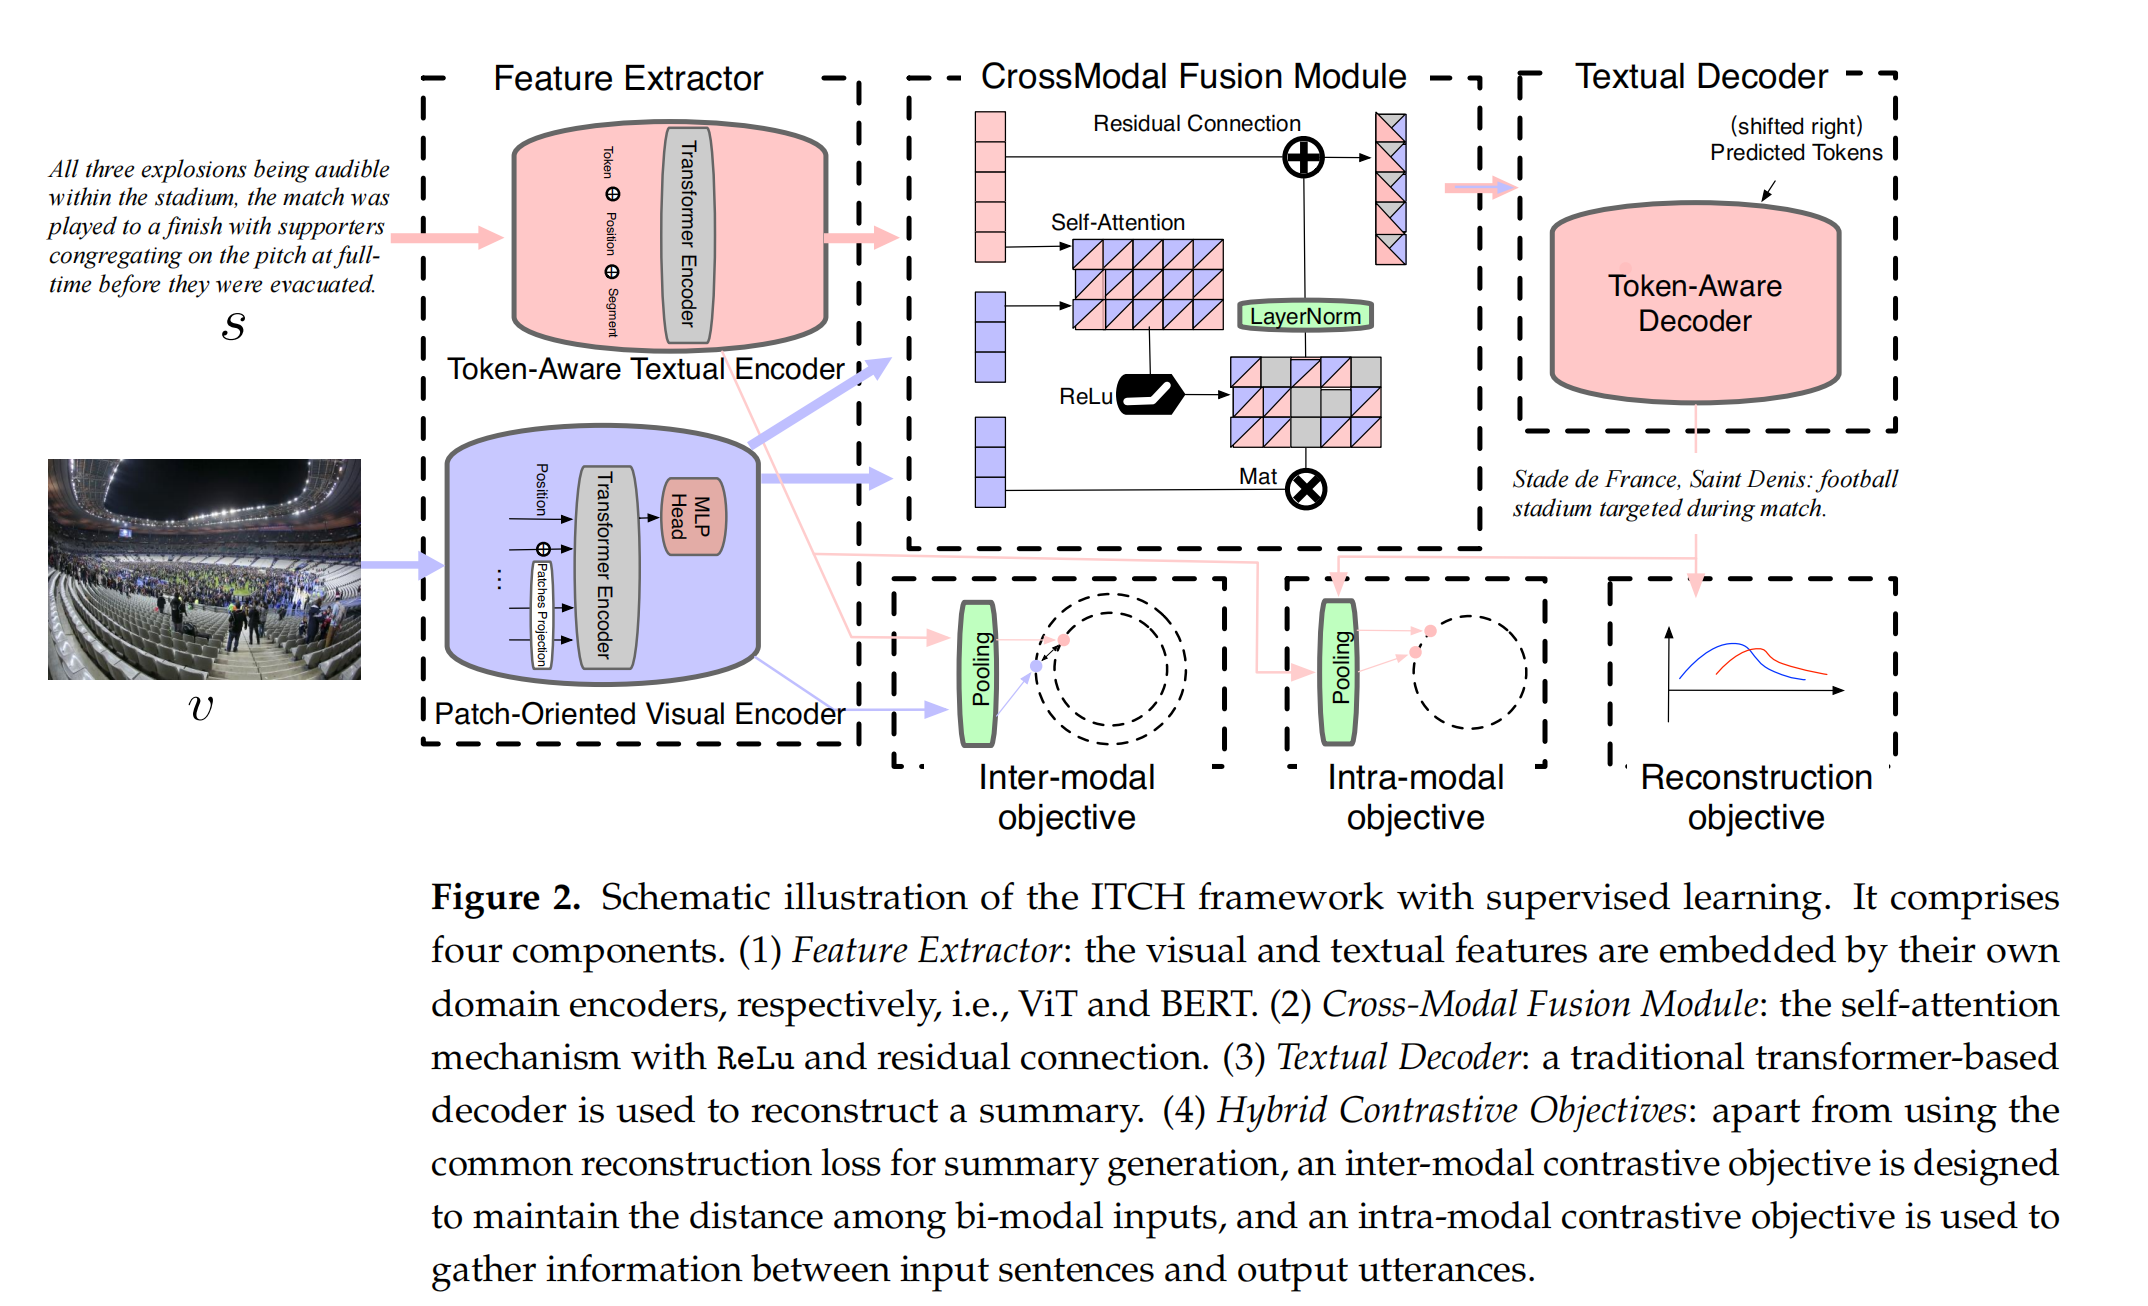 Feature Extractor
CrossModal Fusion Module
Textual Decoder
All three explosions being audible
within the stadium, the match was
played to a finish with supporters
congregating on the pitch at full-
time before they were evacuated.
s
Token
Position
Segment
Transformer Encoder
Token-Aware Textual Encoder
v
Position
...
Patches Projection
Transformer Encoder
MLP
Head
Patch-Oriented Visual Encoder
Residual Connection
Self-Attention
LayerNorm
ReLu
Mat
(shifted right)
Predicted Tokens
Token-Aware
Decoder
Stade de France, Saint Denis: football
stadium targeted during match.
Pooling
Inter-modal
objective
Pooling
Intra-modal
objective
Reconstruction
objective
Figure 2. Schematic illustration of the ITCH framework with supervised learning. It comprises
four components. (1) Feature Extractor: the visual and textual features are embedded by their own
domain encoders, respectively, i.e., ViT and BERT. (2) Cross-Modal Fusion Module: the self-attention
mechanism with ReLu and residual connection. (3) Textual Decoder: a traditional transformer-based
decoder is used to reconstruct a summary. (4) Hybrid Contrastive Objectives: apart from using the
common reconstruction loss for summary generation, an inter-modal contrastive objective is designed
to maintain the distance among bi-modal inputs, and an intra-modal contrastive objective is used to
gather information between input sentences and output utterances.